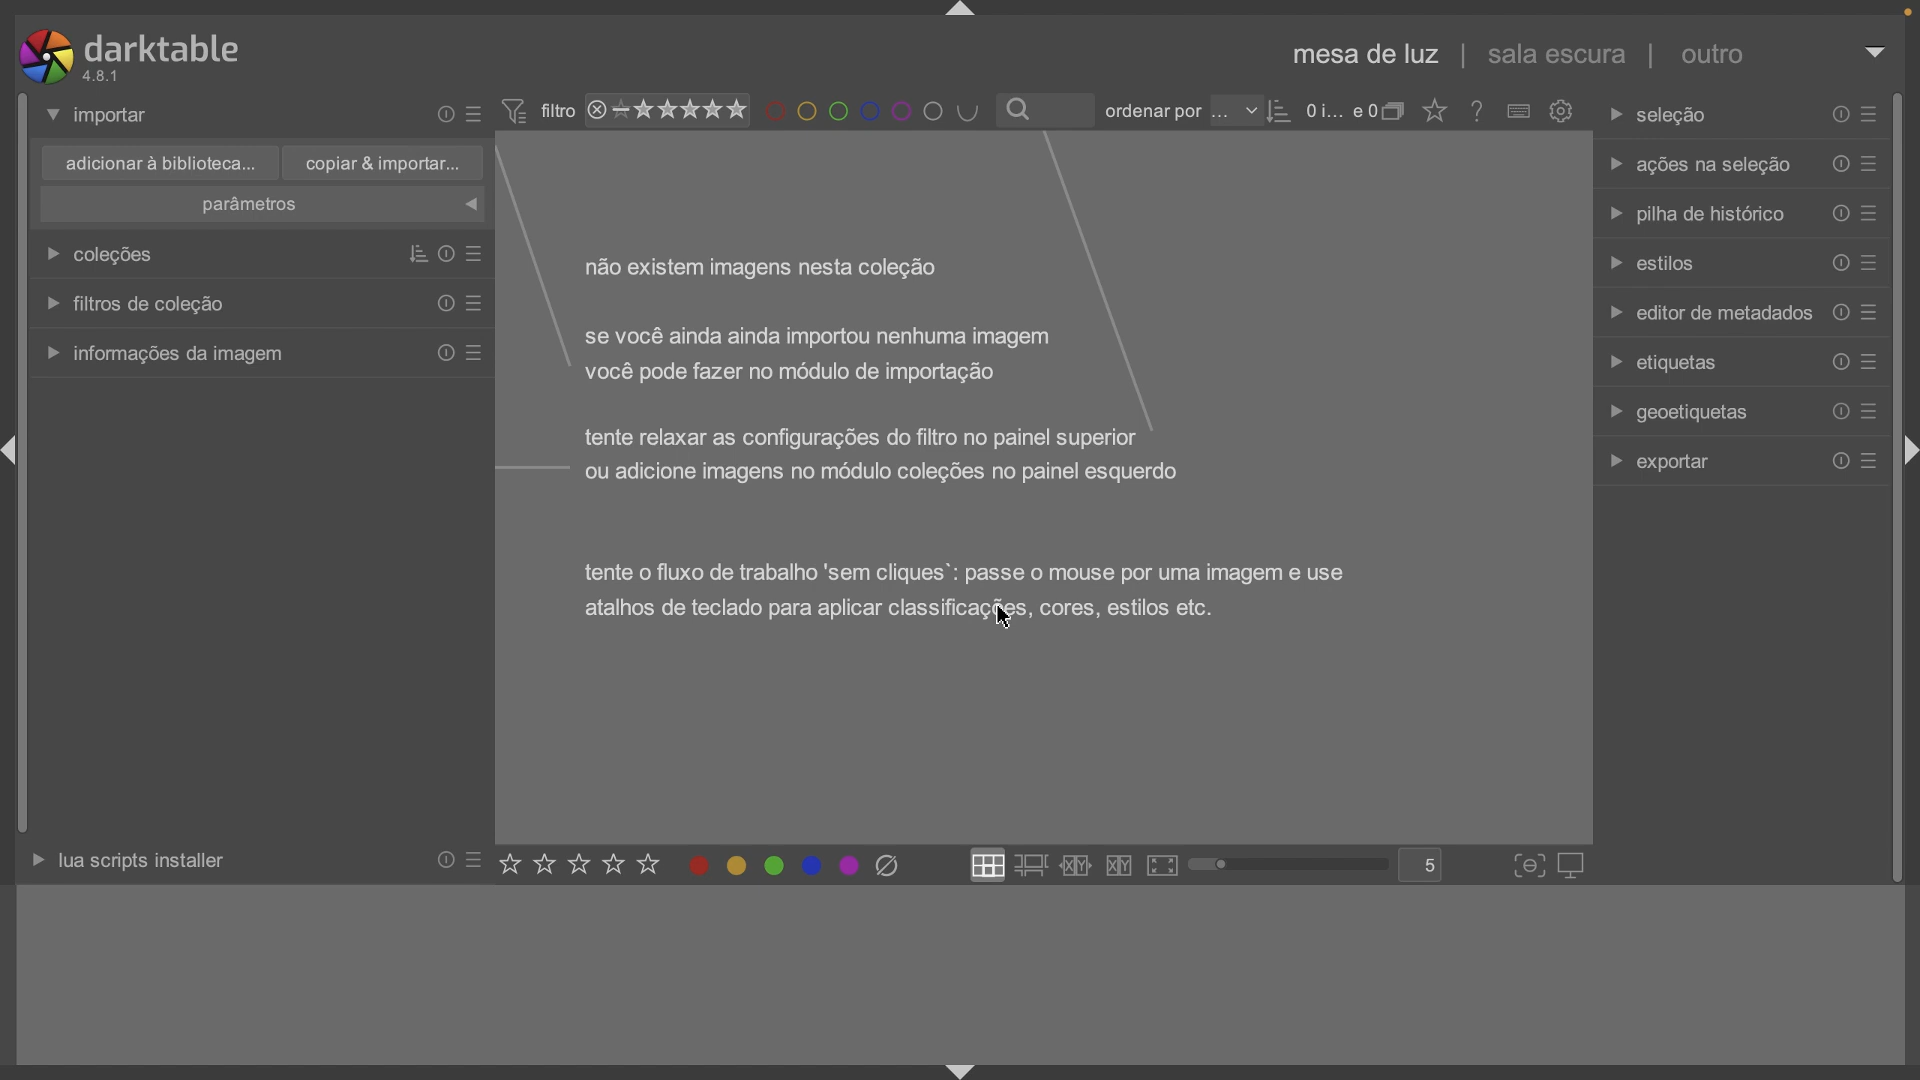 darktable
4.8.1
mesa de luz | sala escura | outro
importar
adicionar à biblioteca...
copiar & importar...
parâmetros
coleções
filtros de coleção
informações da imagem
lua scripts installer
filtro
ordenar por ...
0 i... e 0
não existem imagens nesta coleção
se você ainda ainda importou nenhuma imagem
você pode fazer no módulo de importação
tente relaxar as configurações do filtro no painel superior
ou adicione imagens no módulo coleções no painel esquerdo
tente o fluxo de trabalho 'sem cliques`: passe o mouse por uma imagem e use
atalhos de teclado para aplicar classificações, cores, estilos etc.
5
seleção
ações na seleção
pilha de histórico
estilos
editor de metadados
etiquetas
geoetiquetas
exportar